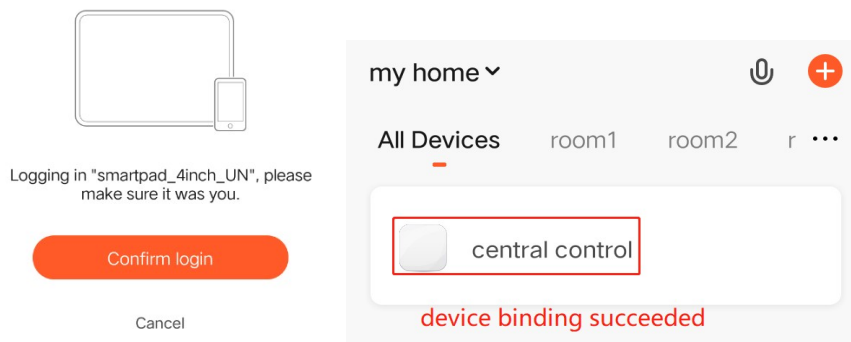 Logging in "smartpad_4inch_UN", please
make sure it was you.
Confirm login
Cancel
my home
All Devices room1 room2 r ...
central control
device binding succeeded